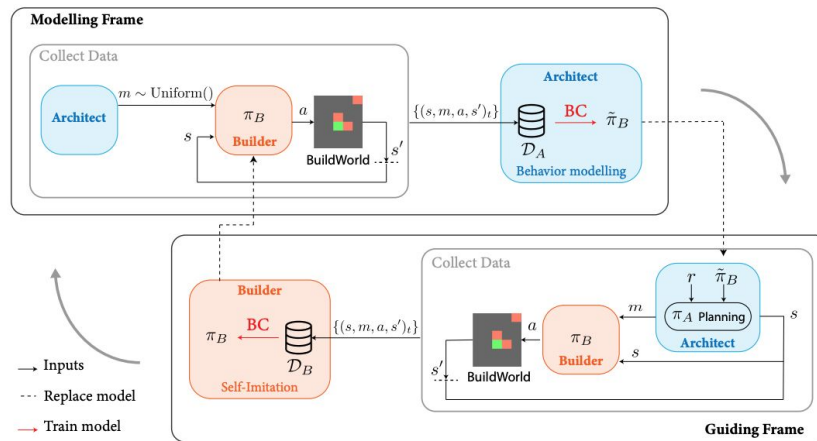 Modelling Frame
Collect Data
Architect
m ∼ Uniform()
π_B
Builder
s
a
BuildWorld
s′
{(s, m, a, s′)_t}
Architect
D_A
BC
π̃_B
Behavior modelling
Builder
π_B
BC
D_B
Self-Imitation
{(s, m, a, s′)_t}
Collect Data
BuildWorld
s′
a
π_B
Builder
m
s
r
π̃_B
π_A Planning
Architect
s
Inputs
Replace model
Train model
Guiding Frame